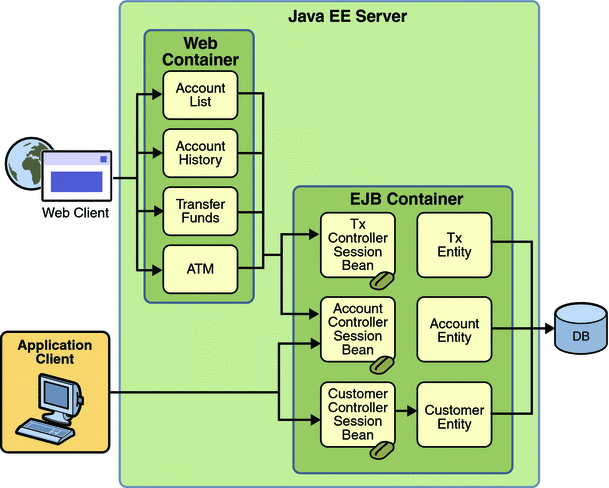 Java EE Server
Web
Container
Account
List
Account
History
Transfer
Funds
ATM
Web Client
EJB Container
Tx
Controller
Session
Bean
Tx
Entity
Account
Controller
Session
Bean
Account
Entity
Customer
Controller
Session
Bean
Customer
Entity
DB
Application
Client